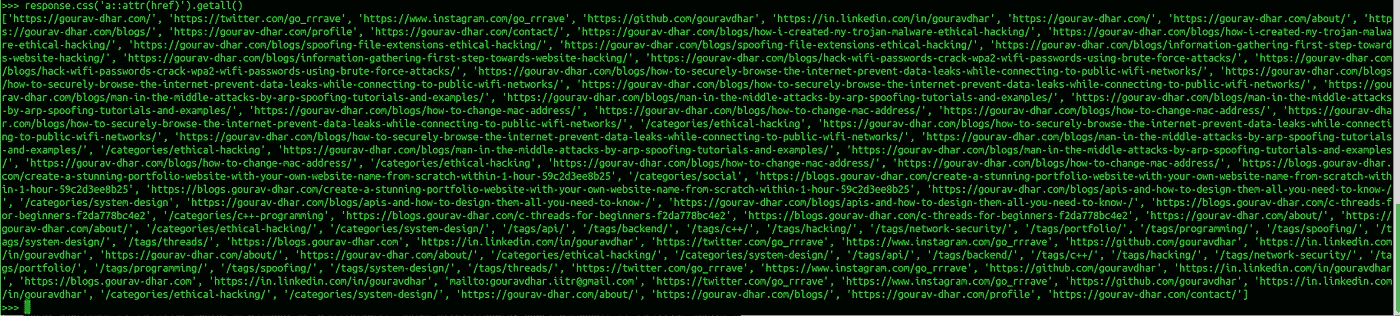 >>> response.css('a::attr(href)').getall()
['https://gourav-dhar.com/', 'https://twitter.com/go_rrrave', 'https://www.instagram.com/go_rrrave', 'https://github.com/gouravdhar', 'https://in.linkedin.com/in/gouravdhar', 'https://gourav-dhar.com/', 'https://gourav-dhar.com/about/', 'http
s://gourav-dhar.com/blogs/', 'https://gourav-dhar.com/profile', 'https://gourav-dhar.com/contact/', 'https://gourav-dhar.com/blogs/how-i-created-my-trojan-malware-ethical-hacking/', 'https://gourav-dhar.com/blogs/how-i-created-my-trojan-malwa
re-ethical-hacking/', 'https://gourav-dhar.com/blogs/spoofing-file-extensions-ethical-hacking/', 'https://gourav-dhar.com/blogs/spoofing-file-extensions-ethical-hacking/', 'https://gourav-dhar.com/blogs/information-gathering-first-step-toward
s-website-hacking/', 'https://gourav-dhar.com/blogs/information-gathering-first-step-towards-website-hacking/', 'https://gourav-dhar.com/blogs/hack-wifi-passwords-crack-wpa2-wifi-passwords-using-brute-force-attacks/', 'https://gourav-dhar.com
/blogs/hack-wifi-passwords-crack-wpa2-wifi-passwords-using-brute-force-attacks/', 'https://gourav-dhar.com/blogs/how-to-securely-browse-the-internet-prevent-data-leaks-while-connecting-to-public-wifi-networks/', 'https://gourav-dhar.com/blogs
/how-to-securely-browse-the-internet-prevent-data-leaks-while-connecting-to-public-wifi-networks/', 'https://gourav-dhar.com/blogs/man-in-the-middle-attacks-by-arp-spoofing-tutorials-and-examples/', 'https://gour
av-dhar.com/blogs/man-in-the-middle-attacks-by-arp-spoofing-tutorials-and-examples/', 'https://gourav-dhar.com/blogs/man-in-the-middle-attacks-by-arp-spoofing-tutorials-and-examples/', 'https://gourav-dhar.com/blogs/man-in-the-middle-attacks
-by-arp-spoofing-tutorials-and-examples/', 'https://gourav-dhar.com/blogs/how-to-change-mac-address/', 'https://gourav-dhar.com/blogs/how-to-change-mac-address/', 'https://gourav-dhar.com/blogs/how-to-change-mac-address/', 'https://gourav-dha
r.com/blogs/how-to-securely-browse-the-internet-prevent-data-leaks-while-connecting-to-public-wifi-networks/', '/categories/ethical-hacking', 'https://gourav-dhar.com/blogs/how-to-securely-browse-the-internet-prevent-data-leaks-while-connecti
ng-to-public-wifi-networks/', 'https://gourav-dhar.com/blogs/how-to-securely-browse-the-internet-prevent-data-leaks-while-connecting-to-public-wifi-networks/', 'https://gourav-dhar.com/blogs/man-in-the-middle-attacks-by-arp-spoofing-tutorials
-and-examples/', '/categories/ethical-hacking', 'https://gourav-dhar.com/blogs/man-in-the-middle-attacks-by-arp-spoofing-tutorials-and-examples/', 'https://gourav-dhar.com/blogs/man-in-the-middle-attacks-by-arp-spoofing-tutorials-and-examples
/', 'https://gourav-dhar.com/blogs/how-to-change-mac-address/', '/categories/ethical-hacking', 'https://gourav-dhar.com/blogs/how-to-change-mac-address/', 'https://gourav-dhar.com/blogs/how-to-change-mac-address/', 'https://blogs.gourav-dhar.
com/create-a-stunning-portfolio-website-with-your-own-website-name-from-scratch-within-1-hour-59c2d3ee8b25', '/categories/social', 'https://blogs.gourav-dhar.com/create-a-stunning-portfolio-website-with-your-own-website-name-from-scratch-with
in-1-hour-59c2d3ee8b25', 'https://blogs.gourav-dhar.com/create-a-stunning-portfolio-website-with-your-own-website-name-from-scratch-within-1-hour-59c2d3ee8b25', 'https://blogs.gourav-dhar.com/apis-and-how-to-design-them-all-you-need-to-know-/
', '/categories/system-design', 'https://blogs.gourav-dhar.com/apis-and-how-to-design-them-all-you-need-to-know-/', 'https://blogs.gourav-dhar.com/apis-and-how-to-design-them-all-you-need-to-know-/', 'https://blogs.gourav-dhar.com/c-threads-f
or-beginners-f2da778bc4e2', '/categories/c++-programming', 'https://blogs.gourav-dhar.com/c-threads-for-beginners-f2da778bc4e2', 'https://blogs.gourav-dhar.com/c-threads-for-beginners-f2da778bc4e2', 'https://gourav-dhar.com/about/', 'https://
gourav-dhar.com/about/', '/categories/ethical-hacking/', '/categories/system-design/', '/tags/api/', '/tags/backend/', '/tags/c++/', '/tags/hacking/', '/tags/network-security/', '/tags/portfolio/', '/tags/programming/', '/tags/spoofing/', '/t
ags/system-design/', '/tags/threads/', 'https://blogs.gourav-dhar.com', 'https://in.linkedin.com/in/gouravdhar', 'https://twitter.com/go_rrrave', 'https://www.instagram.com/go_rrrave', 'https://github.com/gouravdhar', 'https://in.linkedin.com
/in/gouravdhar', 'https://gourav-dhar.com/about/', 'https://gourav-dhar.com/about/', '/categories/ethical-hacking/', '/categories/system-design/', '/tags/api/', '/tags/backend/', '/tags/c++/', '/tags/hacking/', '/tags/network-security/', '/ta
gs/portfolio/', '/tags/programming/', '/tags/spoofing/', '/tags/system-design/', '/tags/threads/', 'https://twitter.com/go_rrrave', 'https://www.instagram.com/go_rrrave', 'https://github.com/gouravdhar', 'https://in.linkedin.com/in/gouravdhar'
, 'https://blogs.gourav-dhar.com', 'https://in.linkedin.com/in/gouravdhar', 'mailto:gouravdhar.iitr@gmail.com', 'https://twitter.com/go_rrrave', 'https://www.instagram.com/go_rrrave', 'https://github.com/gouravdhar', 'https://in.linkedin.com
/in/gouravdhar', '/categories/ethical-hacking/', '/categories/system-design/', 'https://gourav-dhar.com/about/', 'https://gourav-dhar.com/blogs/', 'https://gourav-dhar.com/profile', 'https://gourav-dhar.com/contact/']
>>>